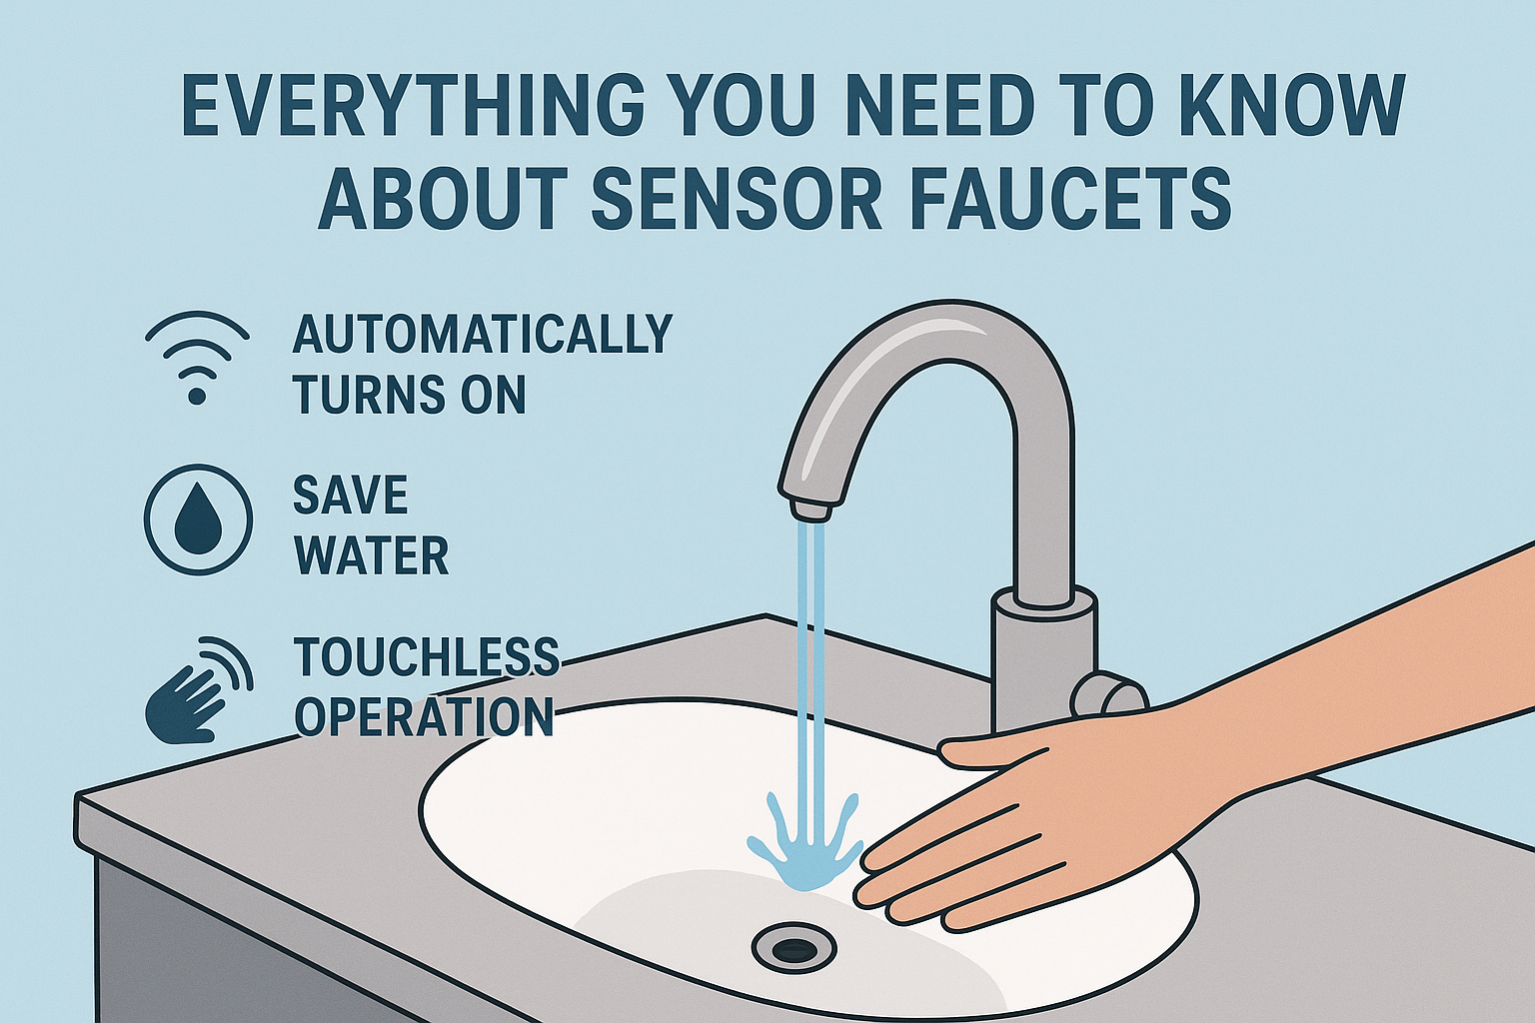 EVERYTHING YOU NEED TO KNOW
ABOUT SENSOR FAUCETS
AUTOMATICALLY
TURNS ON
SAVE
WATER
TOUCHLESS
OPERATION